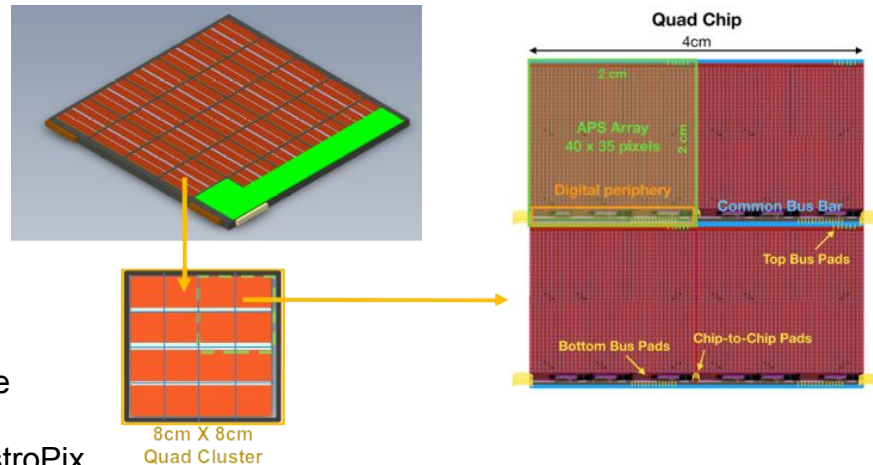 Quad Chip
4cm
2 cm
APS Array
40 x 35 pixels
2 cm
Digital periphery
Common Bus Bar
Top Bus Pads
Bottom Bus Pads
Chip-to-Chip Pads
e
stroPix
8cm X 8cm
Quad Cluster